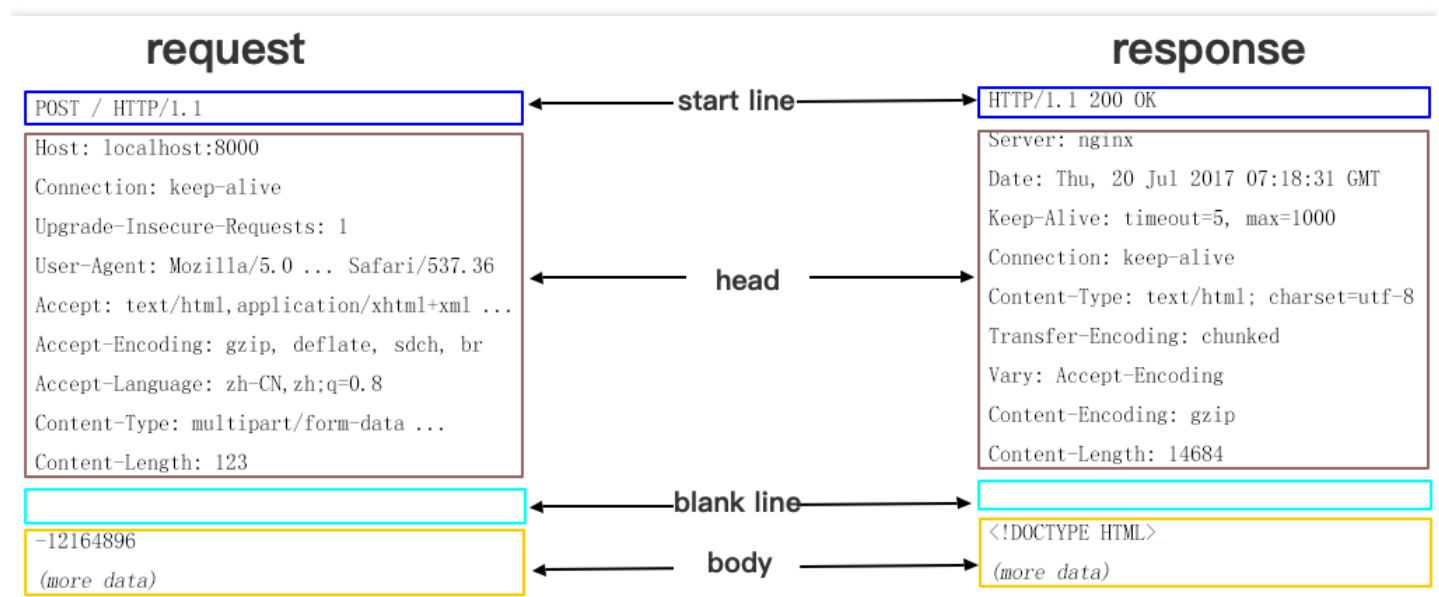 request
response
POST / HTTP/1.1
start line
HTTP/1.1 200 OK
Host: localhost:8000
Connection: keep-alive
Upgrade-Insecure-Requests: 1
User-Agent: Mozilla/5.0 ... Safari/537.36
Accept: text/html,application/xhtml+xml ...
Accept-Encoding: gzip, deflate, sdch, br
Accept-Language: zh-CN,zh;q=0.8
Content-Type: multipart/form-data ...
Content-Length: 123
head
Server: nginx
Date: Thu, 20 Jul 2017 07:18:31 GMT
Keep-Alive: timeout=5, max=1000
Connection: keep-alive
Content-Type: text/html; charset=utf-8
Transfer-Encoding: chunked
Vary: Accept-Encoding
Content-Encoding: gzip
Content-Length: 14684
blank line
-12164896
(more data)
body
<!DOCTYPE HTML>
(more data)